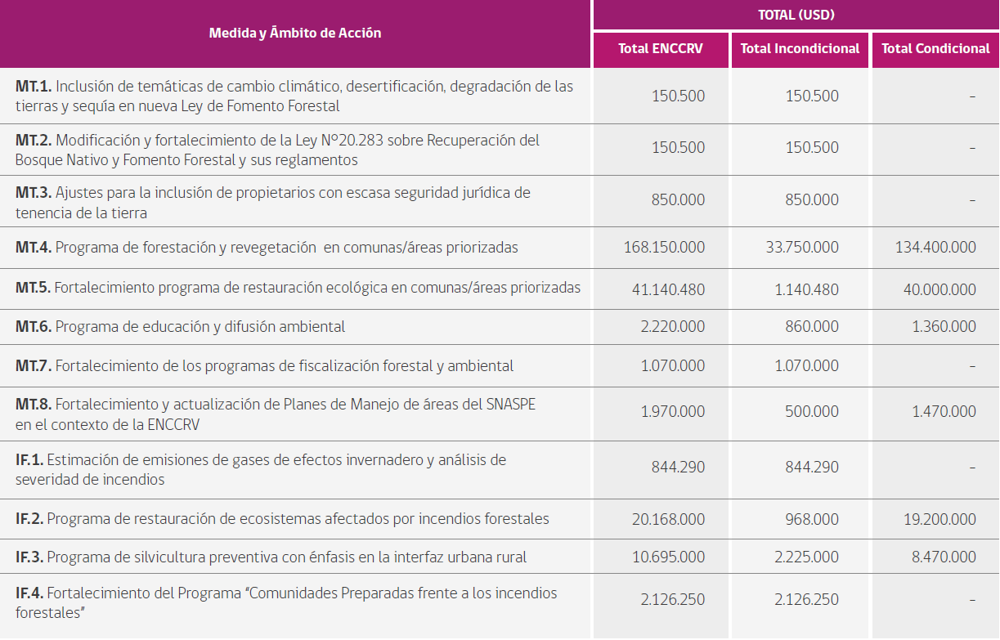 Medida y Ámbito de Acción
TOTAL (USD)
Total ENCCRV Total Incondicional Total Condicional
MT.1. Inclusión de temáticas de cambio climático, desertificación, degradación de las
tierras y sequía en nueva Ley de Fomento Forestal
150.500 150.500 -
MT.2. Modificación y fortalecimiento de la Ley Nº20.283 sobre Recuperación del
Bosque Nativo y Fomento Forestal y sus reglamentos
150.500 150.500 -
MT.3. Ajustes para la inclusión de propietarios con escasa seguridad jurídica de
tenencia de la tierra
850.000 850.000 -
MT.4. Programa de forestación y revegetación en comunas/áreas priorizadas 168.150.000 33.750.000 134.400.000
MT.5. Fortalecimiento programa de restauración ecológica en comunas/áreas priorizadas 41.140.480 1.140.480 40.000.000
MT.6. Programa de educación y difusión ambiental 2.220.000 860.000 1.360.000
MT.7. Fortalecimiento de los programas de fiscalización forestal y ambiental 1.070.000 1.070.000 -
MT.8. Fortalecimiento y actualización de Planes de Manejo de áreas del SNASPE
en el contexto de la ENCCRV
1.970.000 500.000 1.470.000
IF.1. Estimación de emisiones de gases de efectos invernadero y análisis de
severidad de incendios
844.290 844.290 -
IF.2. Programa de restauración de ecosistemas afectados por incendios forestales 20.168.000 968.000 19.200.000
IF.3. Programa de silvicultura preventiva con énfasis en la interfaz urbana rural 10.695.000 2.225.000 8.470.000
IF.4. Fortalecimiento del Programa “Comunidades Preparadas frente a los incendios
forestales”
2.126.250 2.126.250 -